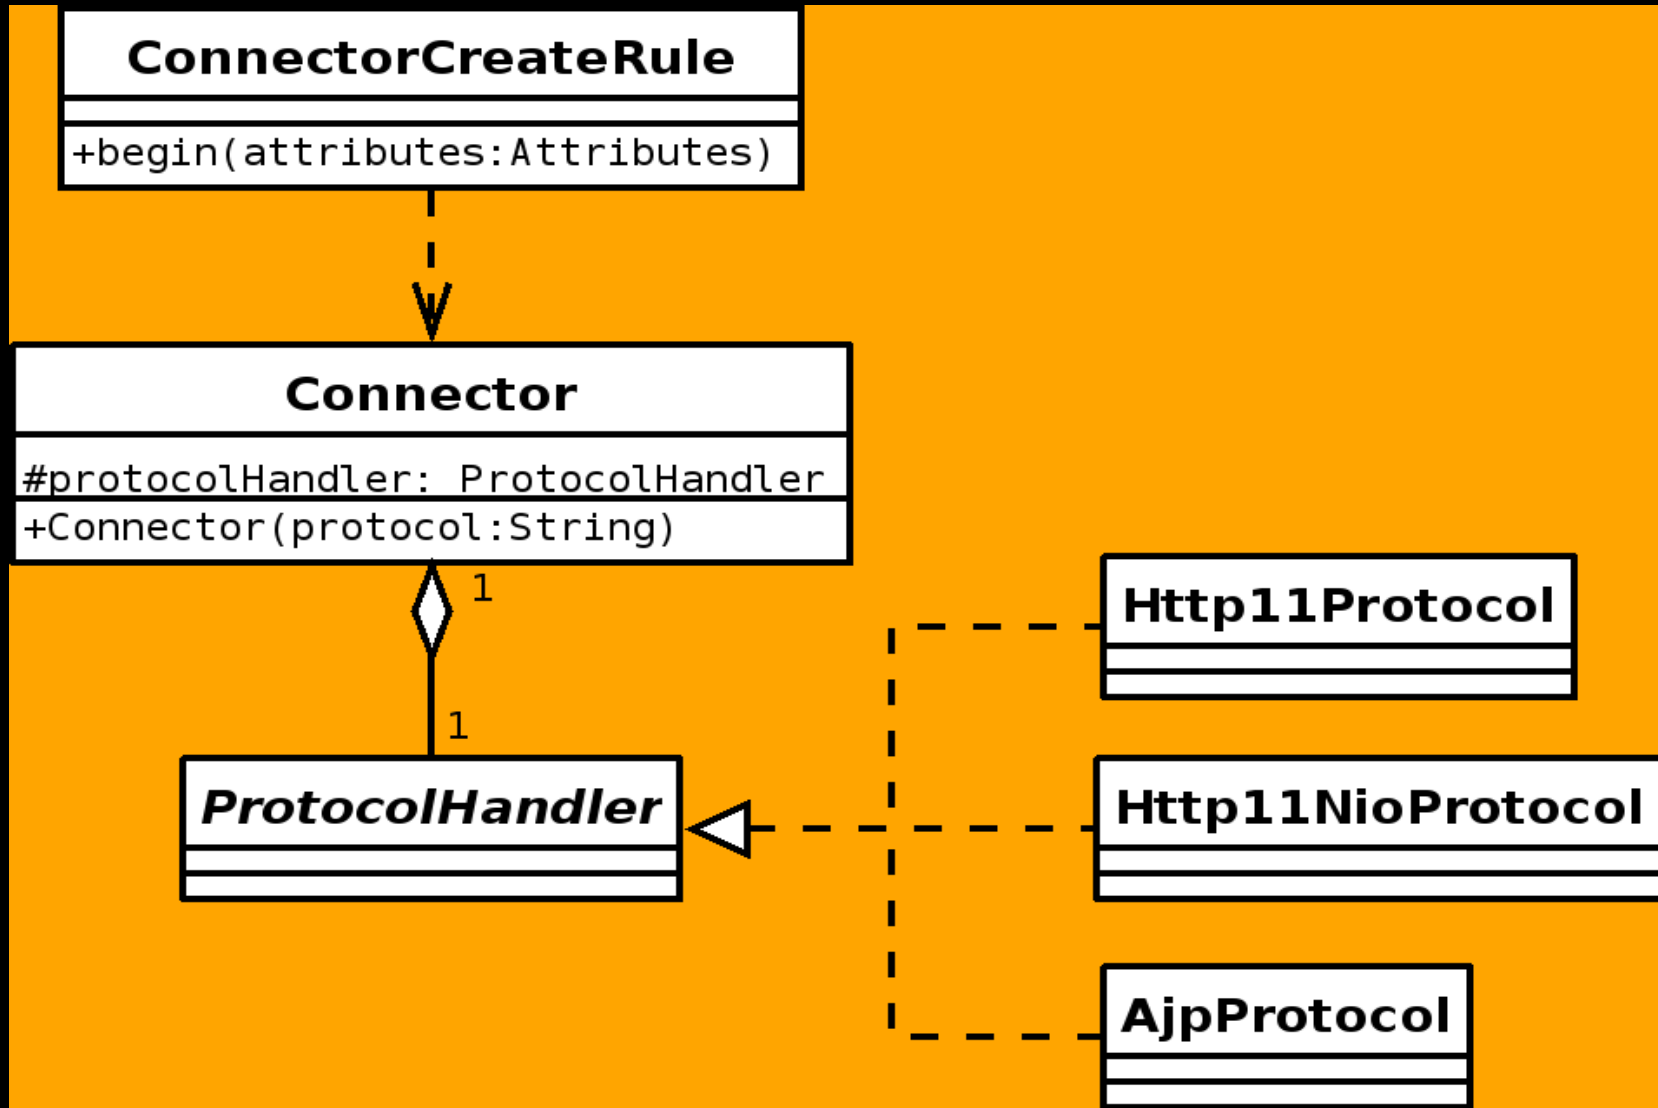 ConnectorCreateRule
+begin(attributes:Attributes)
Connector
#protocolHandler: ProtocolHandler
+Connector(protocol:String)
1
1
ProtocolHandler
Http11Protocol
Http11NioProtocol
AjpProtocol